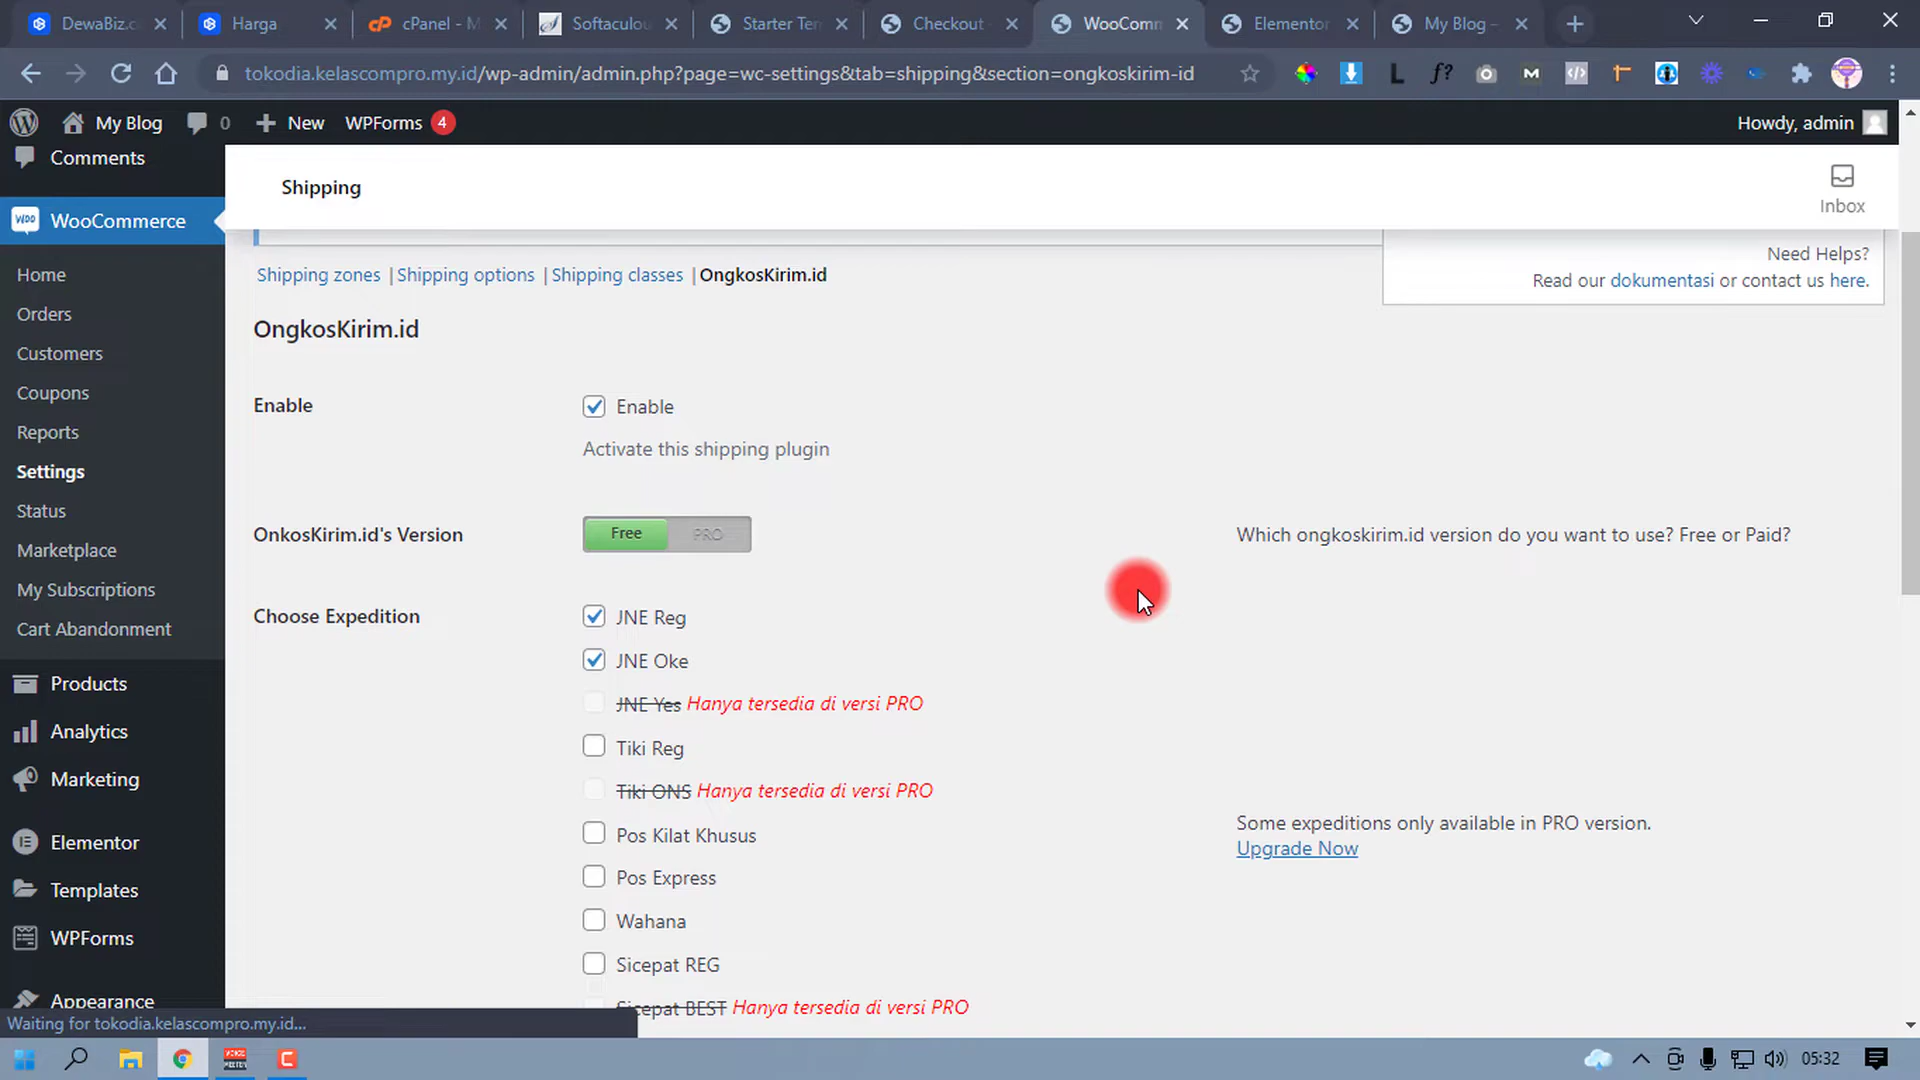 DewaBiz.c
Harga
cPanel - M
Softaculou
Starter Ter
Checkout
WooComm
Elementor
My Blog –
tokodia.kelascompro.my.id/wp-admin/admin.php?page=wc-settings&tab=shipping&section=ongkoskirim-id
My Blog
0
New
WPForms 4
Howdy, admin
Comments
WooCommerce
Home
Orders
Customers
Coupons
Reports
Settings
Status
Marketplace
My Subscriptions
Cart Abandonment
Products
Analytics
Marketing
Elementor
Templates
WPForms
Appearance
Shipping
Inbox
Need Helps?
Read our dokumentasi or contact us here.
Shipping zones | Shipping options | Shipping classes | OngkosKirim.id
OngkosKirim.id
Enable
Enable
Activate this shipping plugin
OnkosKirim.id's Version
Free PRO
Which ongkoskirim.id version do you want to use? Free or Paid?
Choose Expedition
JNE Reg
JNE Oke
JNE Yes Hanya tersedia di versi PRO
Tiki Reg
Tiki ONS Hanya tersedia di versi PRO
Pos Kilat Khusus
Pos Express
Wahana
Sicepat REG
Sicepat BEST Hanya tersedia di versi PRO
Some expeditions only available in PRO version.
Upgrade Now
Waiting for tokodia.kelascompro.my.id...
05:32